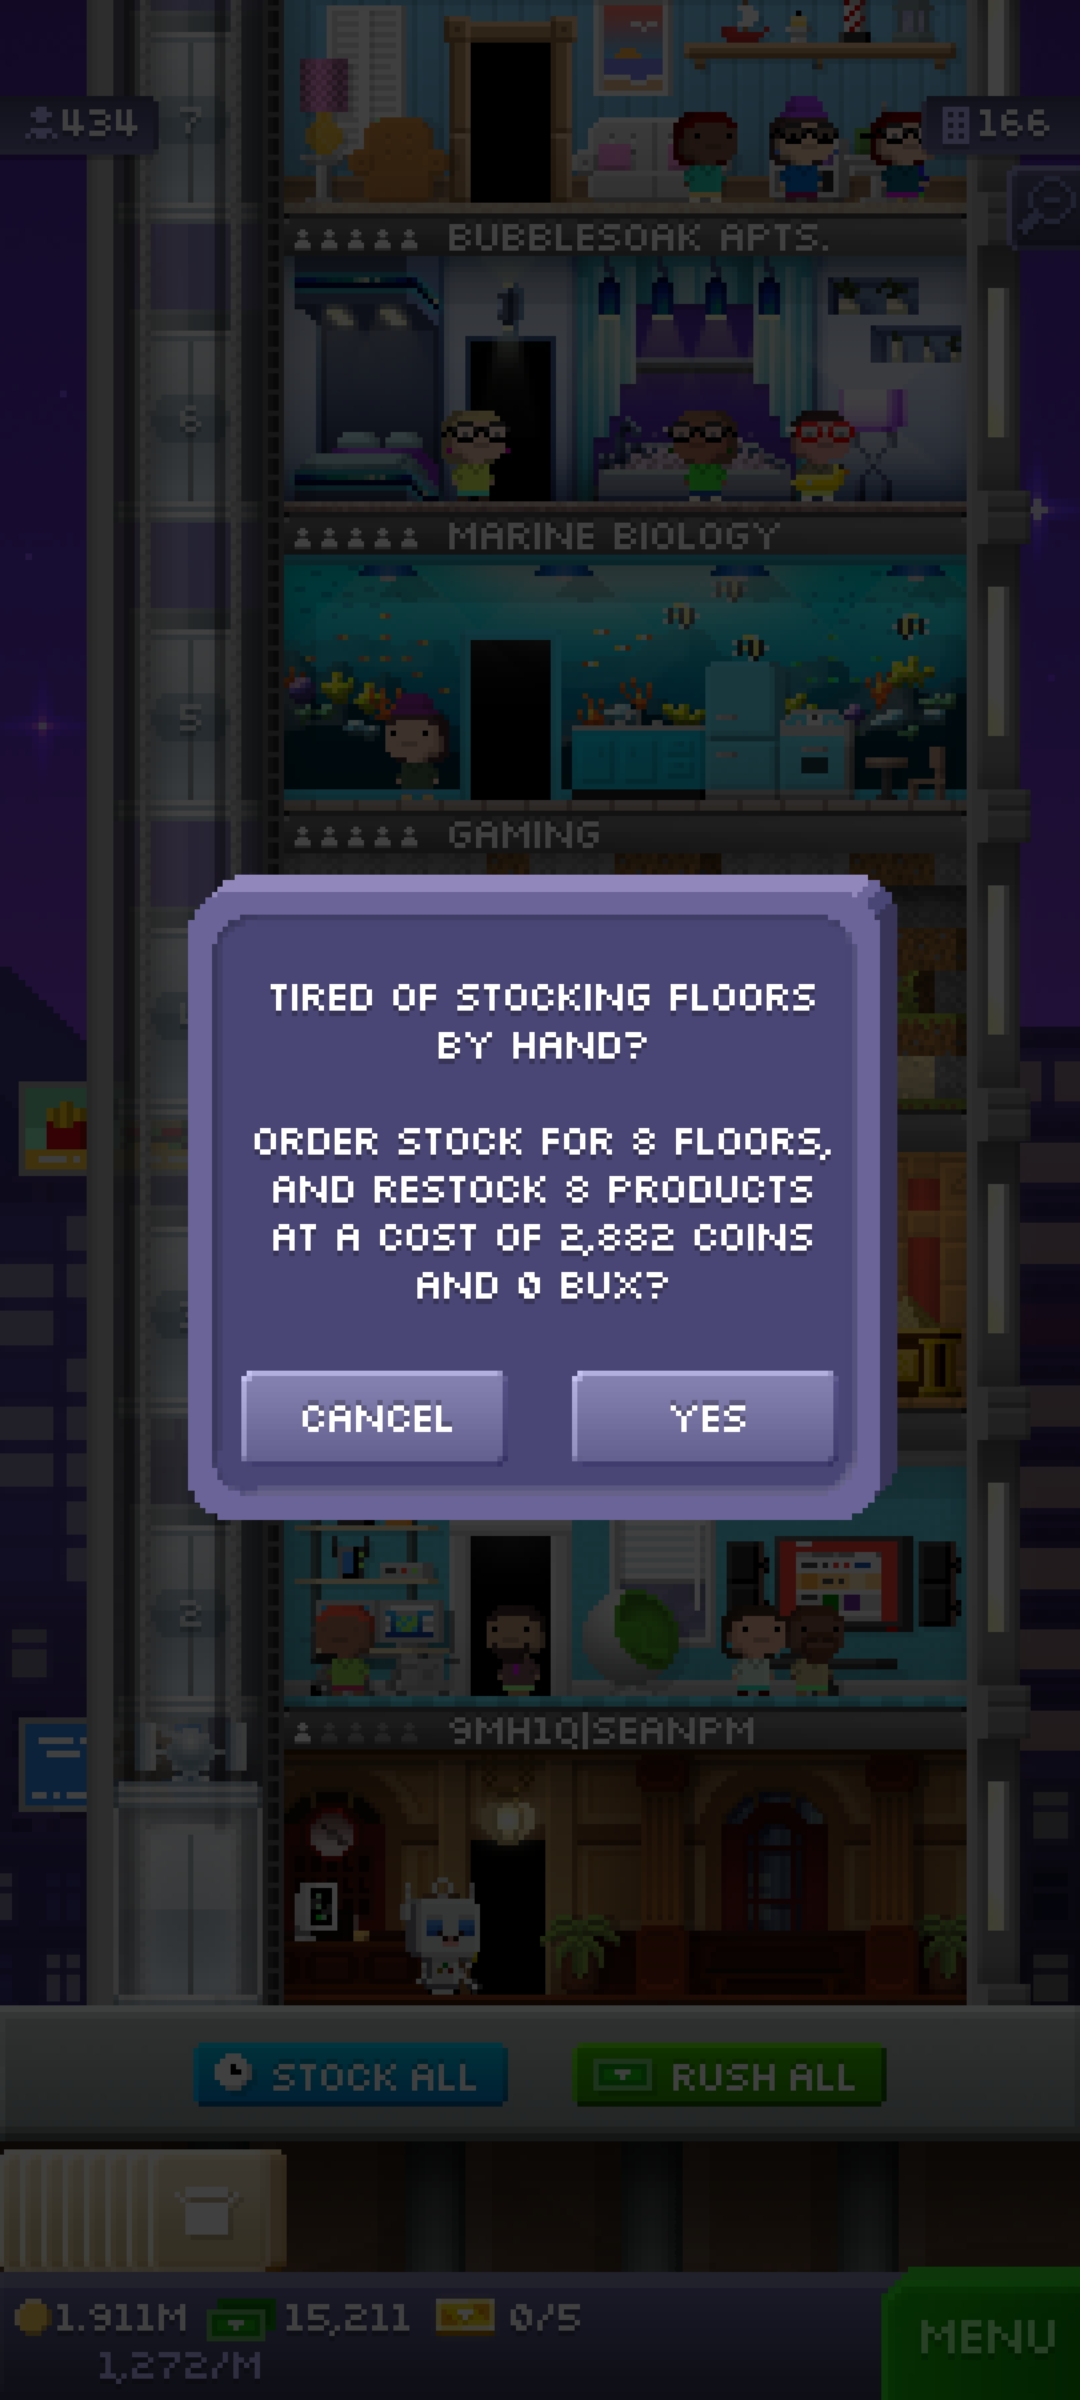 434
7
166
BUBBLESOAK APTS.
6
MARINE BIOLOGY
5
GAMING
TIRED OF STOCKING FLOORS
BY HAND?
ORDER STOCK FOR 8 FLOORS,
AND RESTOCK 8 PRODUCTS
AT A COST OF 2,882 COINS
AND 0 BUX?
CANCEL
YES
2
9MH1Q|SEANPM
STOCK ALL
RUSH ALL
1.911M
15,211
0/5
1,272/M
MENU